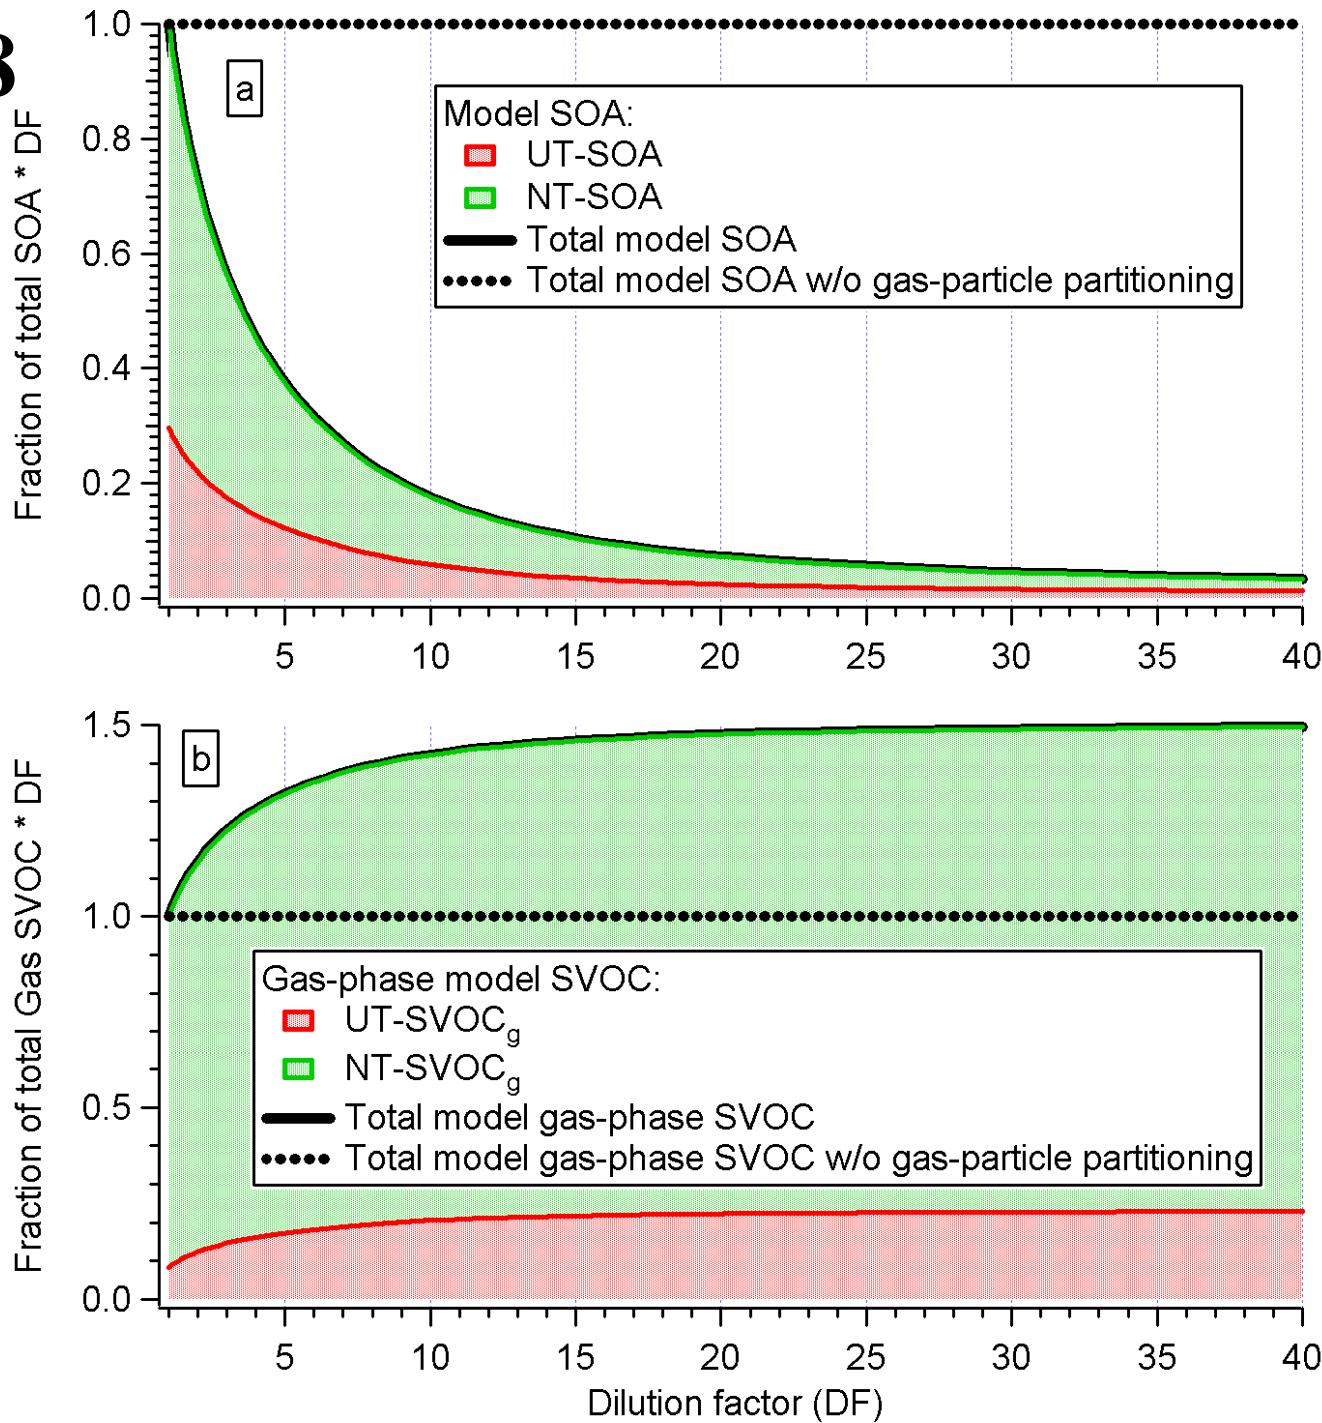 3
Fraction of total SOA * DF
1.0
0.8
0.6
0.4
0.2
0.0
a
Model SOA:
UT-SOA
NT-SOA
Total model SOA
Total model SOA w/o gas-particle partitioning
5 10 15 20 25 30 35 40
Fraction of total Gas SVOC * DF
1.5
1.0
0.5
0.0
b
Gas-phase model SVOC:
UT-SVOCg
NT-SVOCg
Total model gas-phase SVOC
Total model gas-phase SVOC w/o gas-particle partitioning
5 10 15 20 25 30 35 40
Dilution factor (DF)